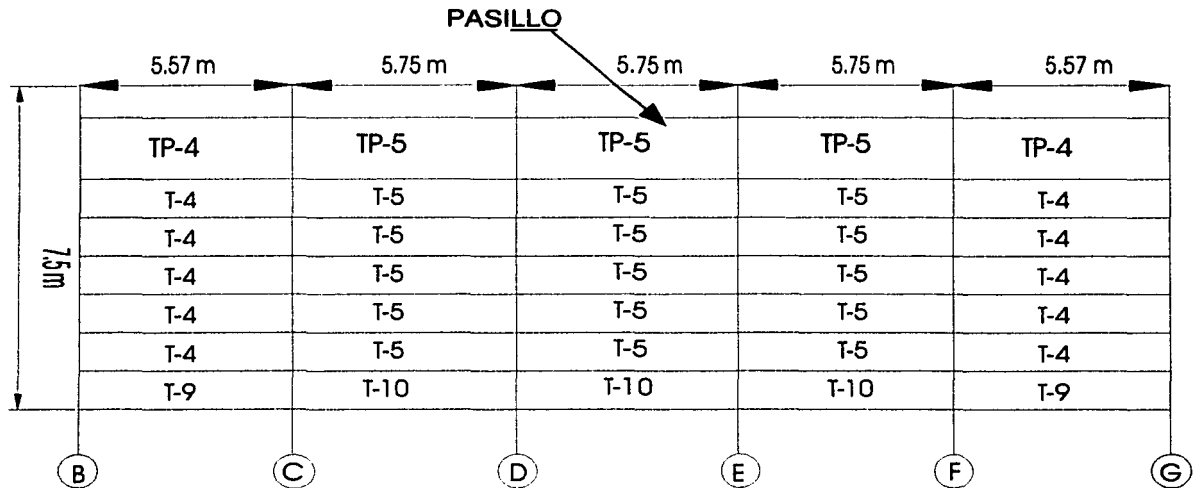 PASILLO
5.57 m 5.75 m 5.75 m 5.75 m 5.57 m
TP-4 TP-5 TP-5 TP-5 TP-4
T-4 T-5 T-5 T-5 T-4
T-4 T-5 T-5 T-5 T-4
7.5m
T-4 T-5 T-5 T-5 T-4
T-4 T-5 T-5 T-5 T-4
T-4 T-5 T-5 T-5 T-4
T-9 T-10 T-10 T-10 T-9
B C D E F G